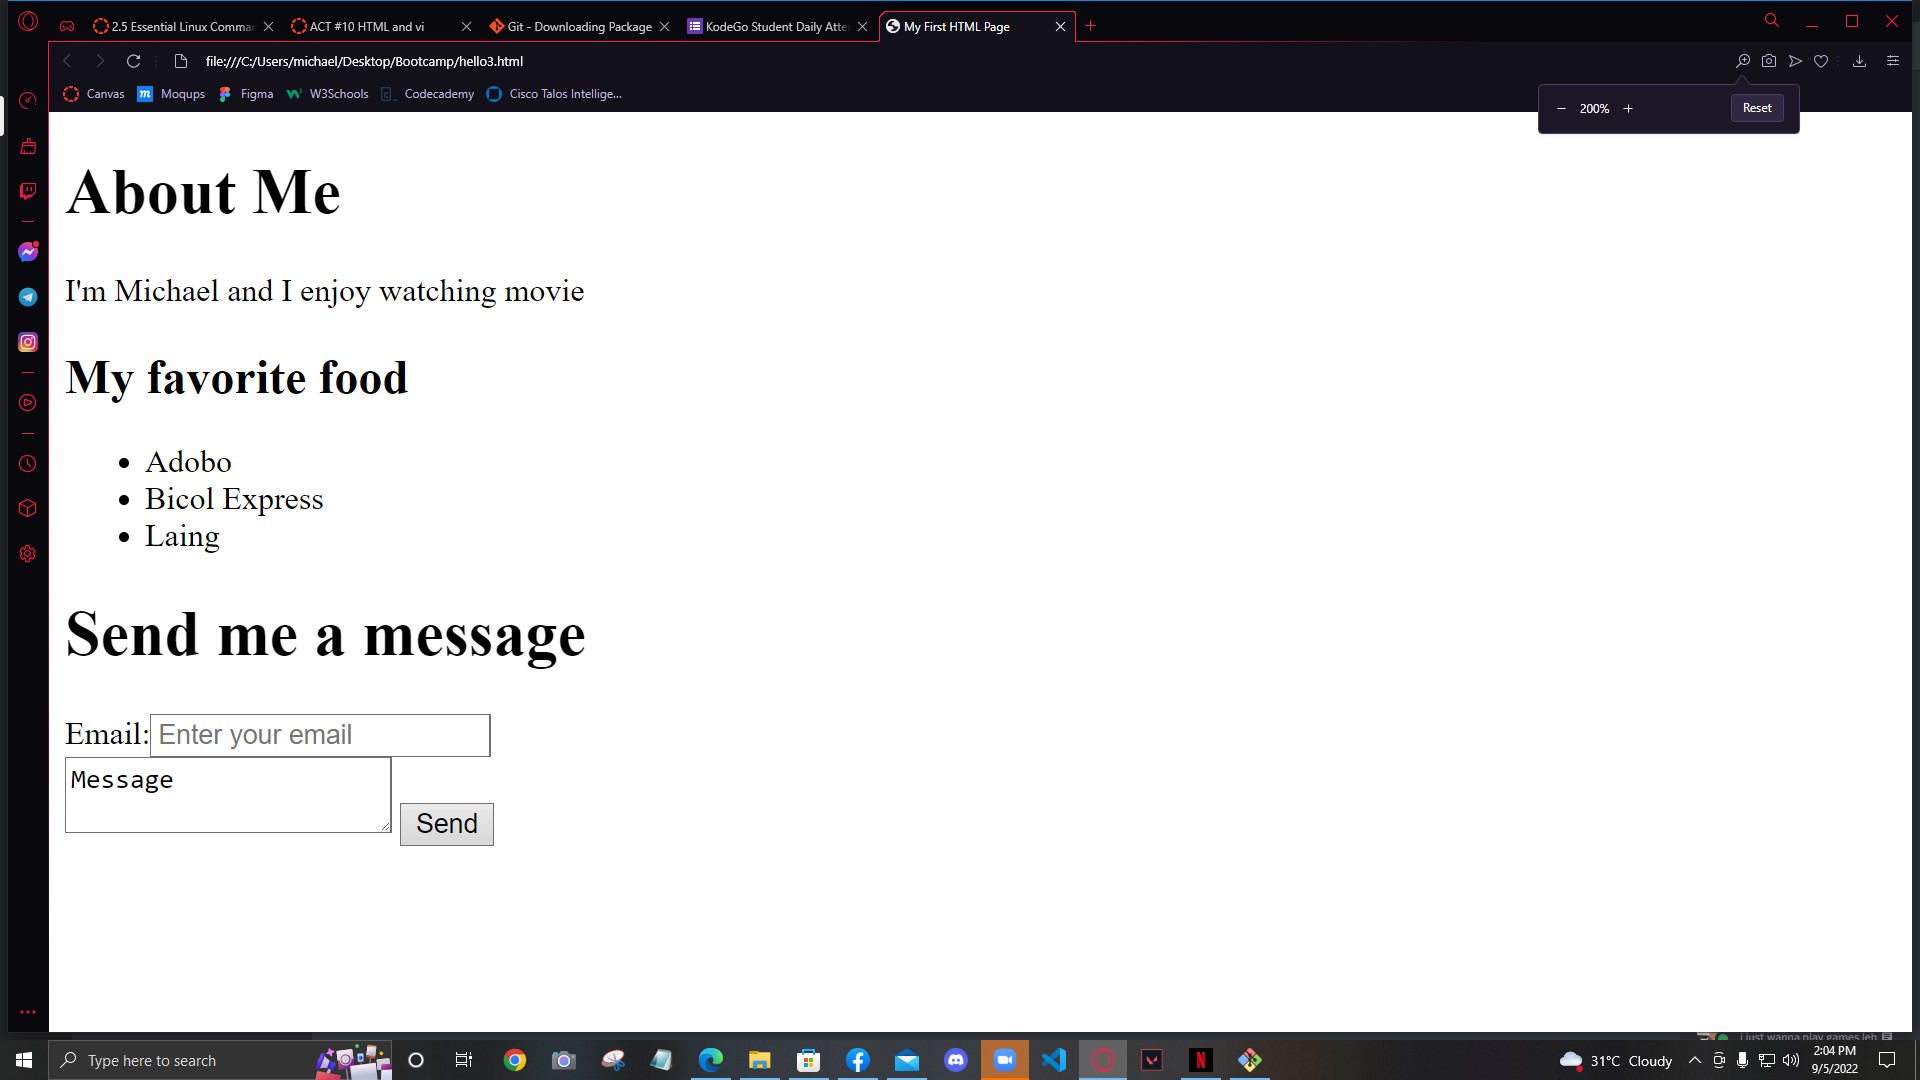 2.5 Essential Linux Comma
ACT #10 HTML and vi
Git - Downloading Package
KodeGo Student Daily Atte
My First HTML Page
file:///C:/Users/michael/Desktop/Bootcamp/hello3.html
Canvas
m Moqups
Figma
W3Schools
Codecademy
Cisco Talos Intellige...
− 200% +
Reset
About Me
I'm Michael and I enjoy watching movie
My favorite food
• Adobo
• Bicol Express
• Laing
Send me a message
Email: Enter your email
Message
Send
I just wanna play games leh
Type here to search
31°C Cloudy
2:04 PM
9/5/2022